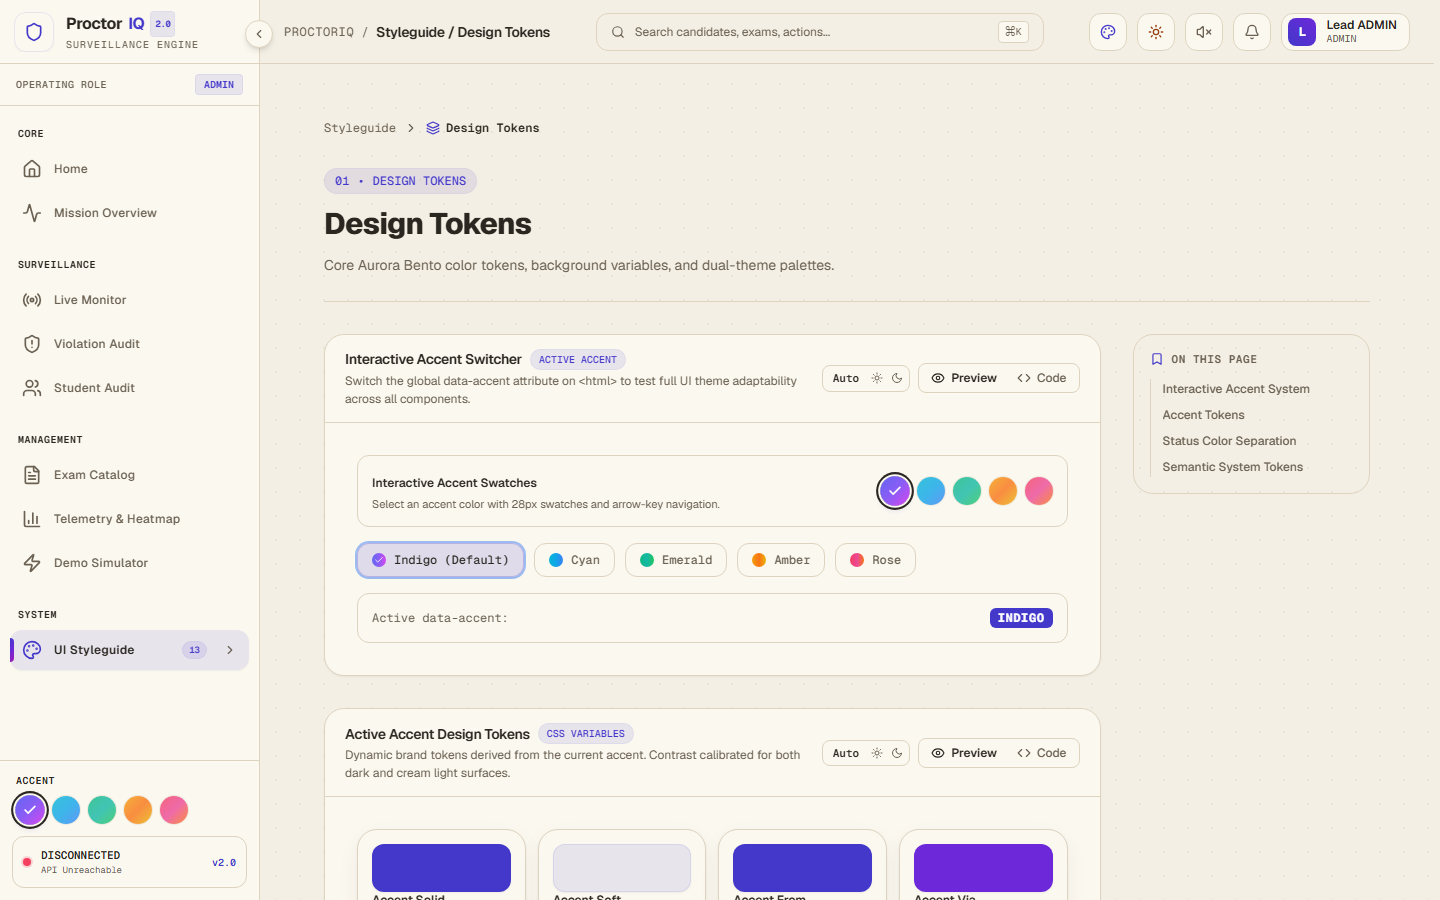 Proctor IQ 2.0
SURVEILLANCE ENGINE
OPERATING ROLE
ADMIN
CORE
Home
Mission Overview
SURVEILLANCE
Live Monitor
Violation Audit
Student Audit
MANAGEMENT
Exam Catalog
Telemetry & Heatmap
Demo Simulator
SYSTEM
UI Styleguide
13
ACCENT
DISCONNECTED
API Unreachable
v2.0
PROCTORIQ / Styleguide / Design Tokens
Search candidates, exams, actions...
⌘K
L
Lead ADMIN
ADMIN
Styleguide > Design Tokens
01 • DESIGN TOKENS
Design Tokens
Core Aurora Bento color tokens, background variables, and dual-theme palettes.
Interactive Accent Switcher
ACTIVE ACCENT
Switch the global data-accent attribute on <html> to test full UI theme adaptability
across all components.
Auto
Preview
Code
Interactive Accent Swatches
Select an accent color with 28px swatches and arrow-key navigation.
Indigo (Default)
Cyan
Emerald
Amber
Rose
Active data-accent:
INDIGO
Active Accent Design Tokens
CSS VARIABLES
Dynamic brand tokens derived from the current accent. Contrast calibrated for both
dark and cream light surfaces.
Auto
Preview
Code
Accent Solid
Accent Soft
Accent From
Accent Via
ON THIS PAGE
Interactive Accent System
Accent Tokens
Status Color Separation
Semantic System Tokens